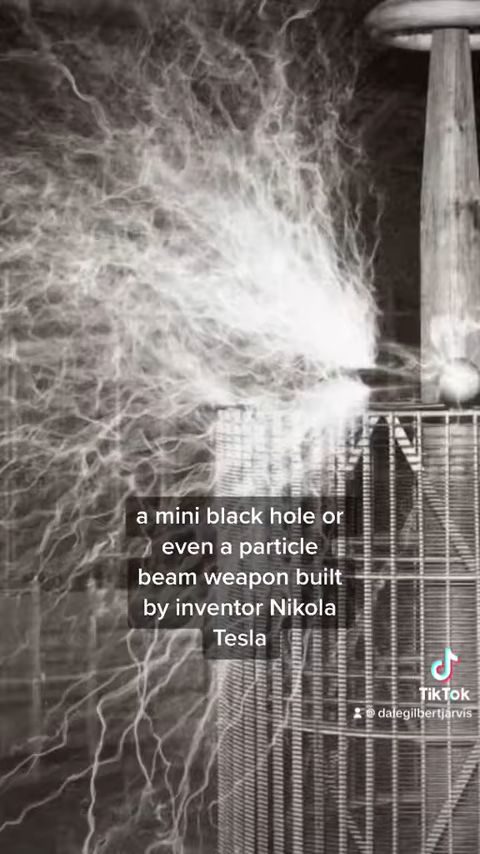 a mini black hole or
even a particle
beam weapon built
by inventor Nikola
Tesla
TikTok
@dalegilbertjarvis